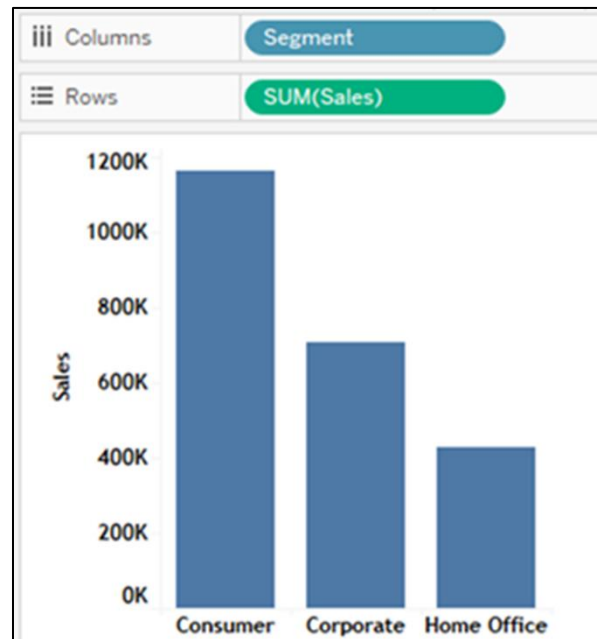 Columns Segment
Rows SUM(Sales)
1200K
1000K
800K
600K
400K
200K
0K
Sales
Consumer Corporate Home Office